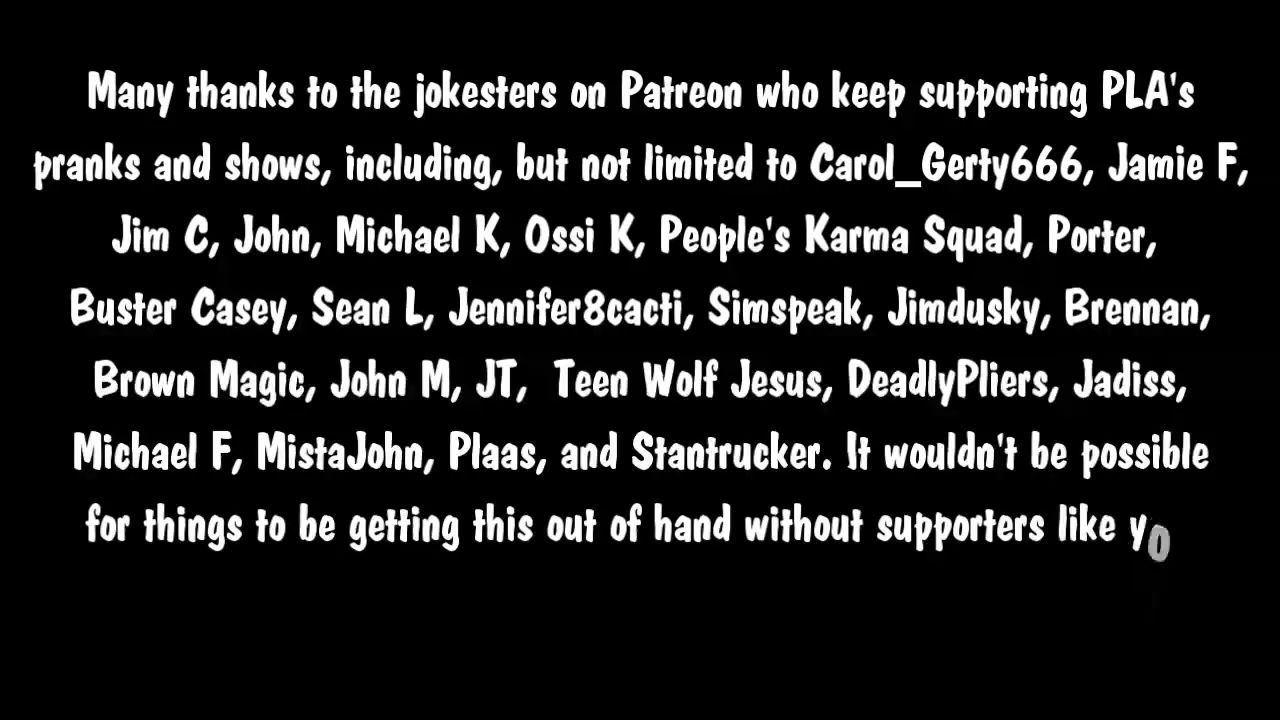 Many thanks to the jokesters on Patreon who keep supporting PLA's
pranks and shows, including, but not limited to Carol_Gerty666, Jamie F,
Jim C, John, Michael K, Ossi K, People's Karma Squad, Porter,
Buster Casey, Sean L, Jennifer8cacti, Simspeak, Jimdusky, Brennan,
Brown Magic, John M, JT, Teen Wolf Jesus, DeadlyPliers, Jadiss,
Michael F, MistaJohn, Plaas, and Stantrucker. It wouldn't be possible
for things to be getting this out of hand without supporters like yo